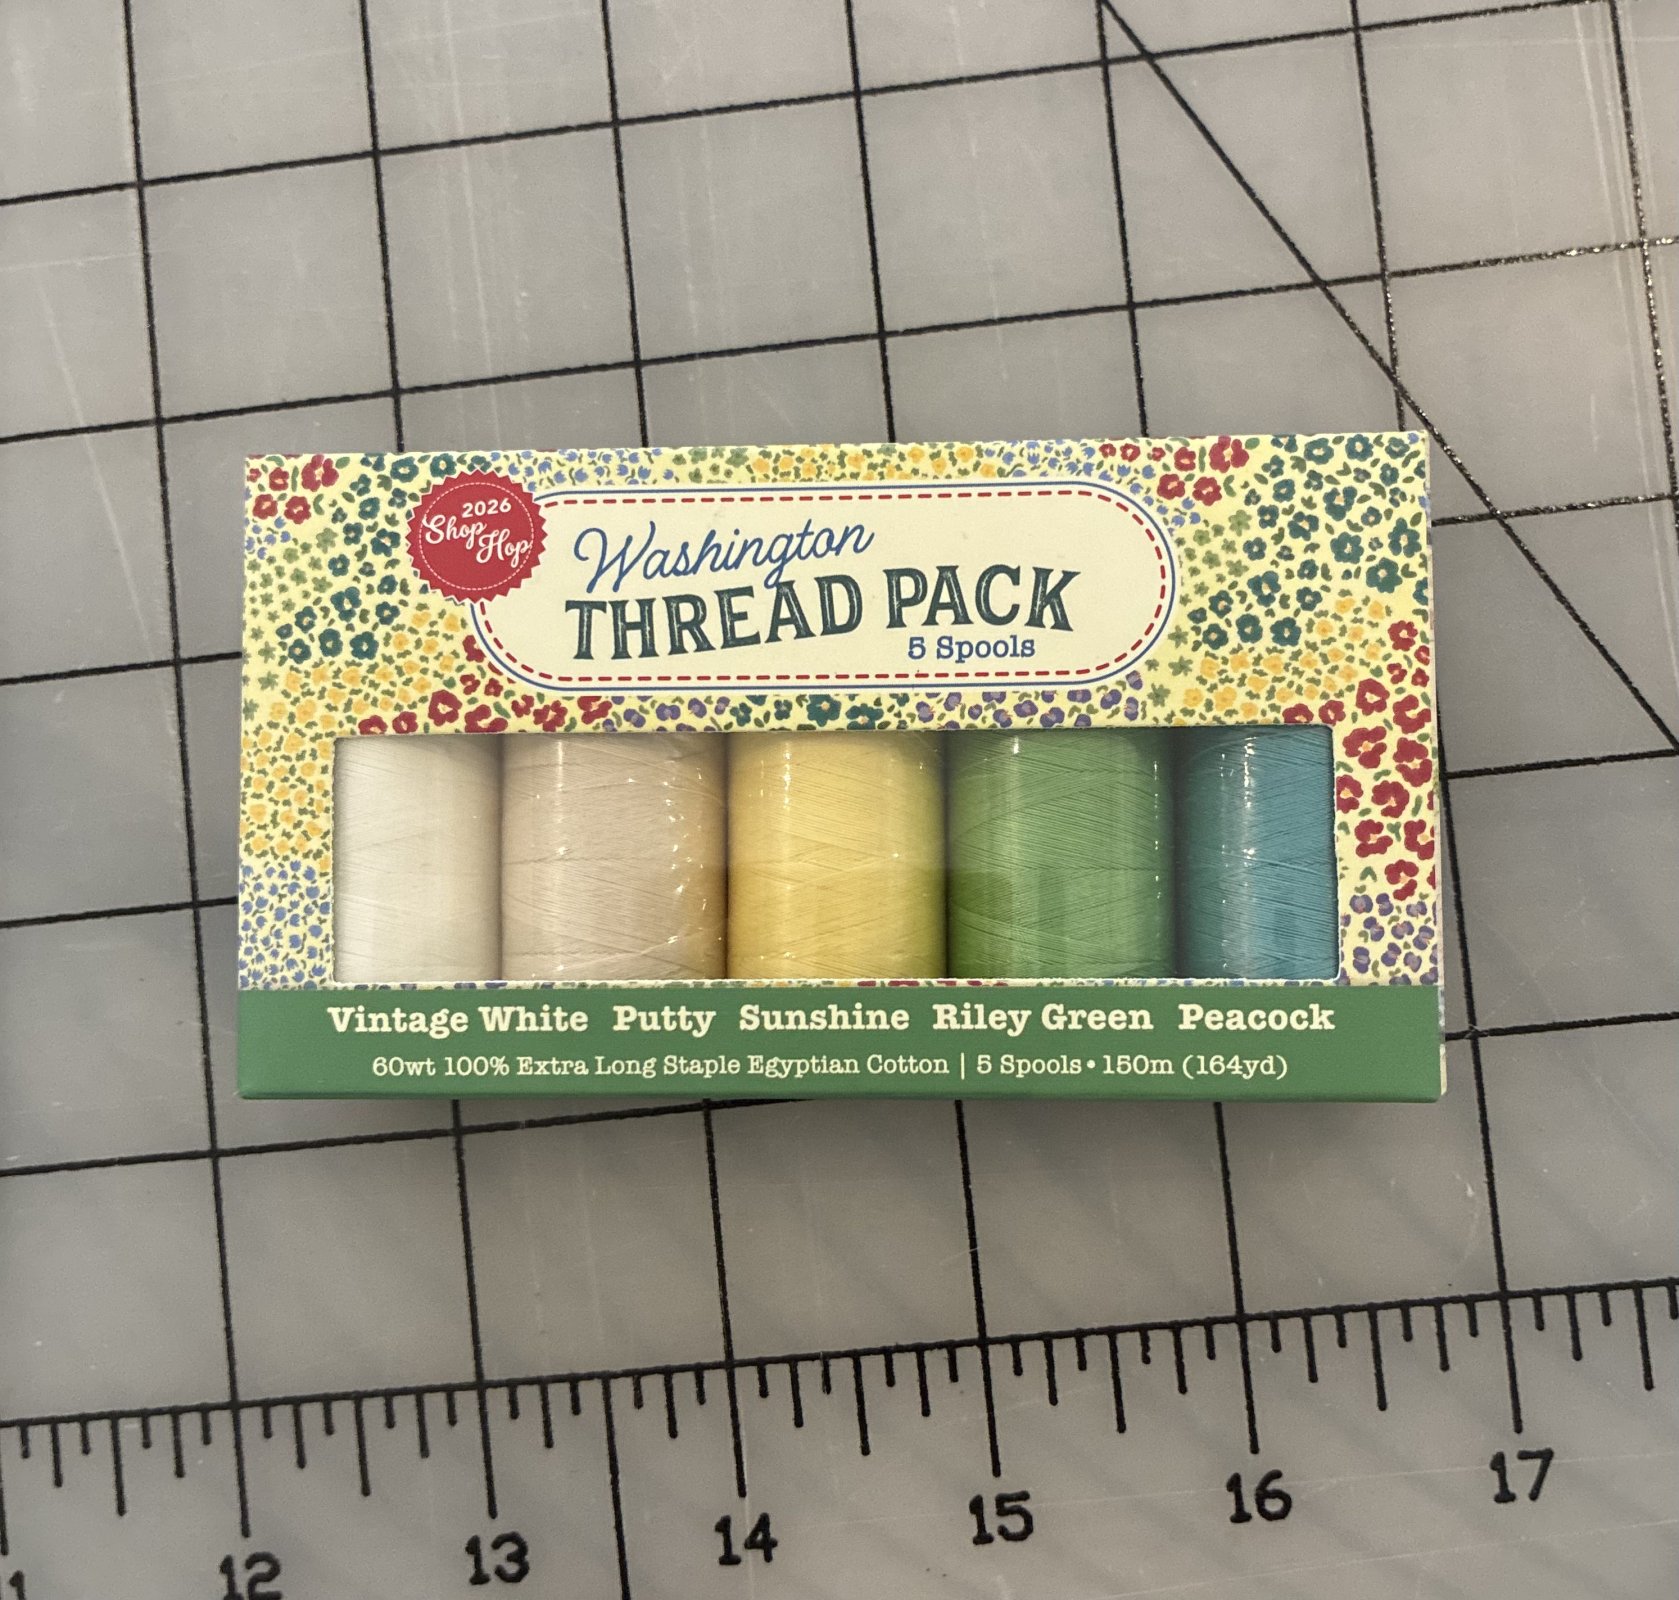 2026
Shop
Hop
Washington
THREAD PACK
5 Spools
Vintage White Putty Sunshine Riley Green Peacock
60wt 100% Extra Long Staple Egyptian Cotton | 5 Spools • 150m (164yd)
12 13 14 15 16 17